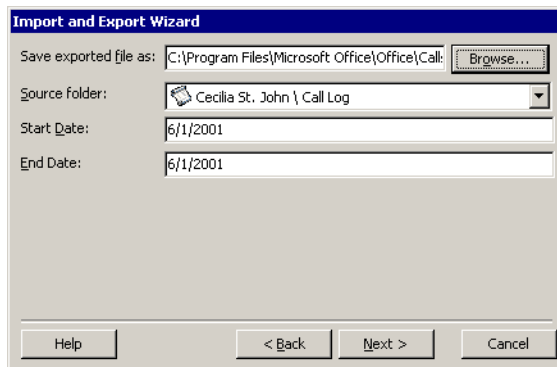 Import and Export Wizard
Save exported file as: C:\Program Files\Microsoft Office\Office\Calls Browse...
Source folder: Cecilia St. John \ Call Log
Start Date: 6/1/2001
End Date: 6/1/2001
Help < Back Next > Cancel